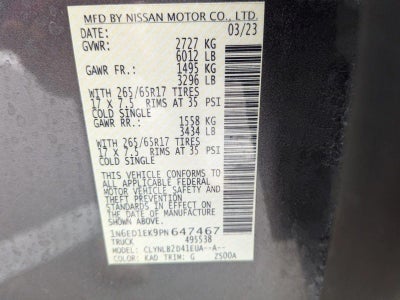 MFD BY NISSAN MOTOR CO., LTD.
DATE: 03/23
GVWR: 2727 KG
6012 LB
GAWR FR.: 1495 KG
3296 LB
WITH 265/65R17 TIRES
17 X 7.5 RIMS AT 35 PSI
COLD SINGLE
GAWR RR.: 1558 KG
3434 LB
WITH 265/65R17 TIRES
17 X 7.5 RIMS AT 35 PSI
COLD SINGLE
THIS VEHICLE CONFORMS TO
ALL APPLICABLE FEDERAL
MOTOR VEHICLE SAFETY AND
THEFT PREVENTION
STANDARDS IN EFFECT ON
THE DATE OF MANUFACTURE
SHOWN ABOVE.
1N6ED1EK9PN647467
TRUCK 495538
MODEL: CLYNLB2D41EUA--A--
COLOR: KAD TRIM: G Z500A